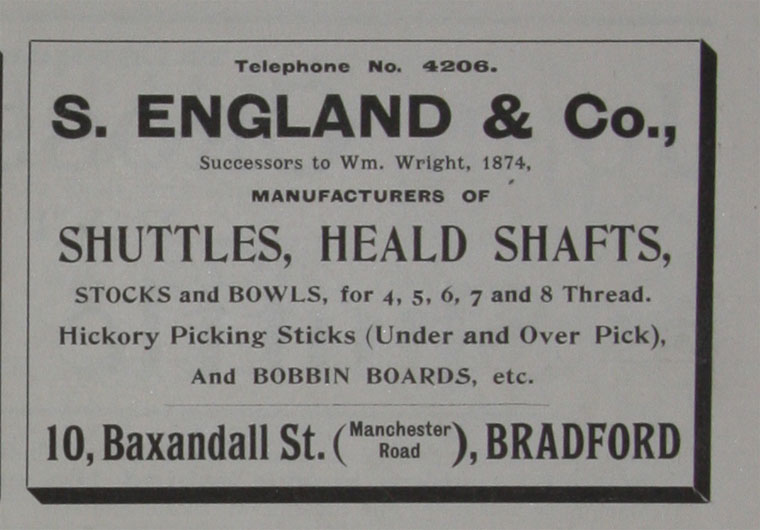 Telephone No. 4206.
S. ENGLAND & Co.,
Successors to Wm. Wright, 1874,
MANUFACTURERS OF
SHUTTLES, HEALD SHAFTS,
STOCKS and BOWLS, for 4, 5, 6, 7 and 8 Thread.
Hickory Picking Sticks (Under and Over Pick),
And BOBBIN BOARDS, etc.
10, Baxandall St. (Manchester Road), BRADFORD